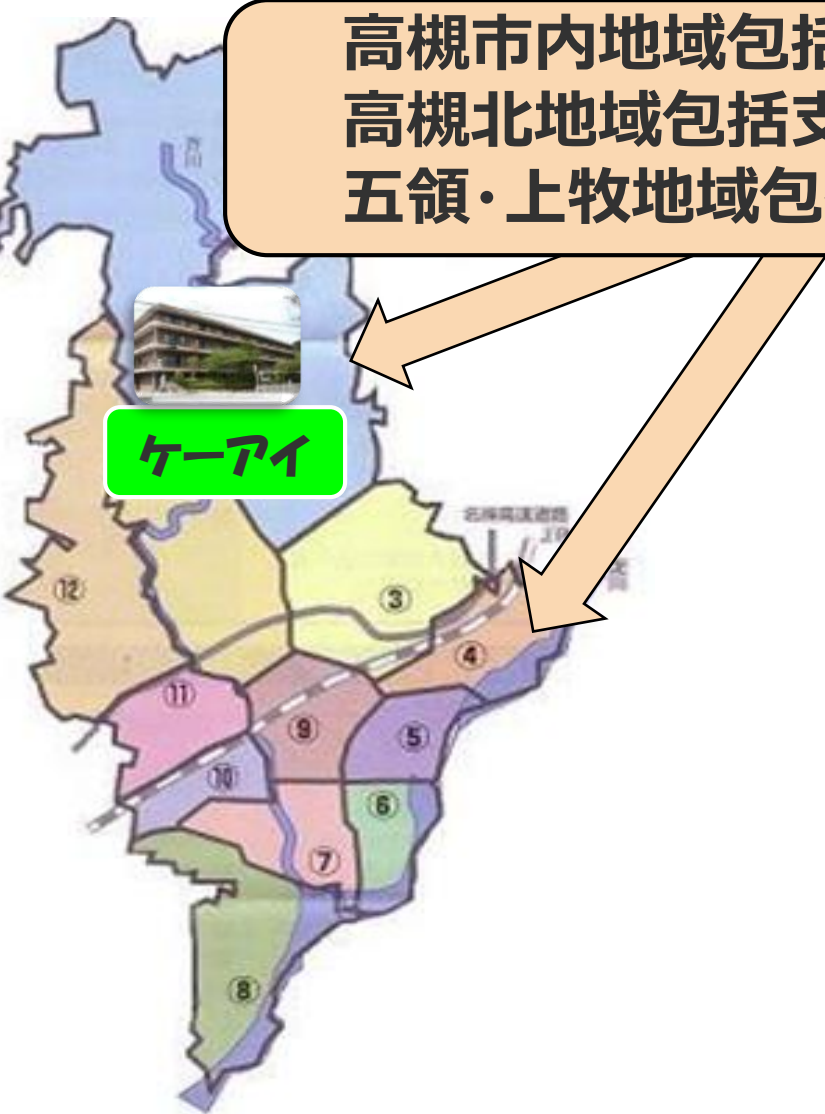 高槻市内地域包括
高槻北地域包括支
五領・上牧地域包
芥川
ケーアイ
名神高速道路
⑫
③
④
⑪
⑨
⑤
⑩
⑥
⑦
⑧